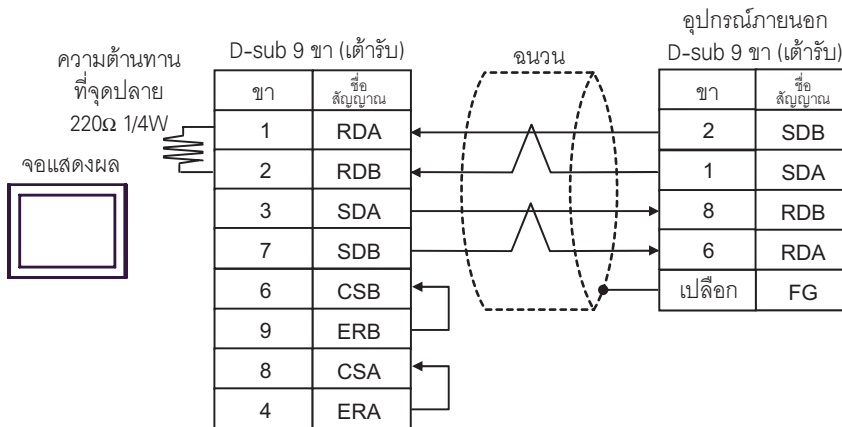 ความต้านทาน
ที่จุดปลาย
220Ω 1/4W
จอแสดงผล
D-sub 9 ขา (เต้ารับ)
ขา ชื่อสัญญาณ
1 RDA
2 RDB
3 SDA
7 SDB
6 CSB
9 ERB
8 CSA
4 ERA
ฉนวน
อุปกรณ์ภายนอก
D-sub 9 ขา (เต้ารับ)
ขา ชื่อสัญญาณ
2 SDB
1 SDA
8 RDB
6 RDA
เปลือก FG